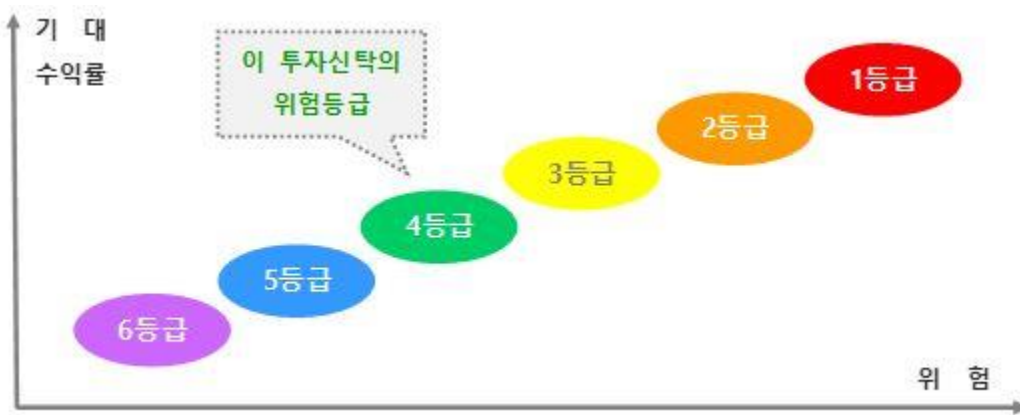 기 대
수익률
이 투자신탁의
위험등급
1등급
2등급
3등급
4등급
5등급
6등급
위 험